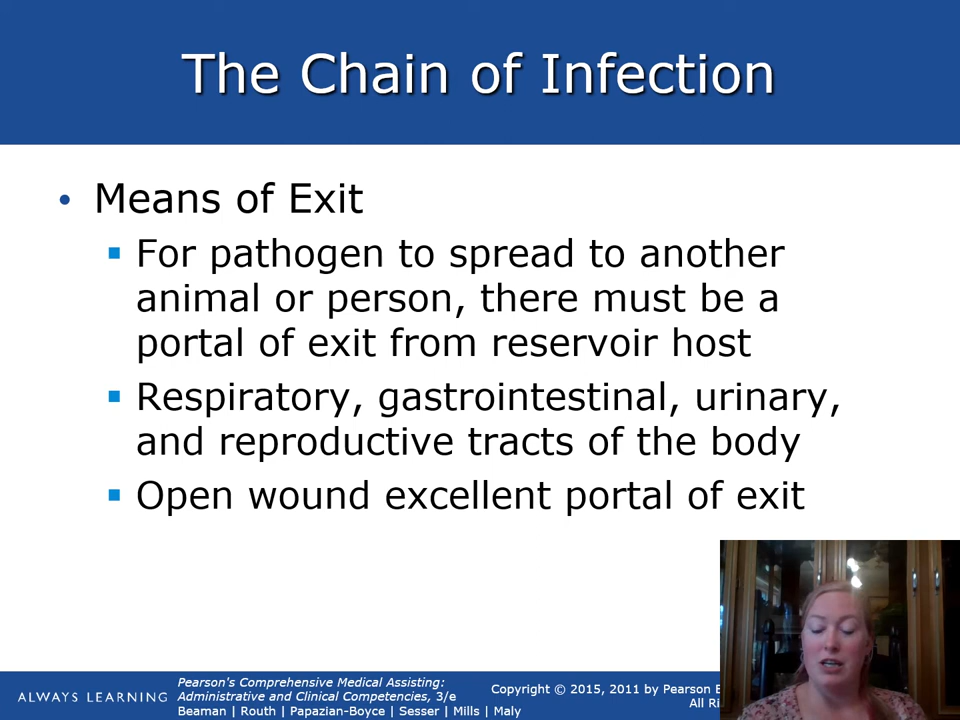 The Chain of Infection
• Means of Exit
▪ For pathogen to spread to another
animal or person, there must be a
portal of exit from reservoir host
▪ Respiratory, gastrointestinal, urinary,
and reproductive tracts of the body
▪ Open wound excellent portal of exit
ALWAYS LEARNING
Pearson's Comprehensive Medical Assisting:
Administrative and Clinical Competencies, 3/e
Beaman | Routh | Papazian-Boyce | Sesser | Mills | Maly
Copyright © 2015, 2011 by Pearson
All